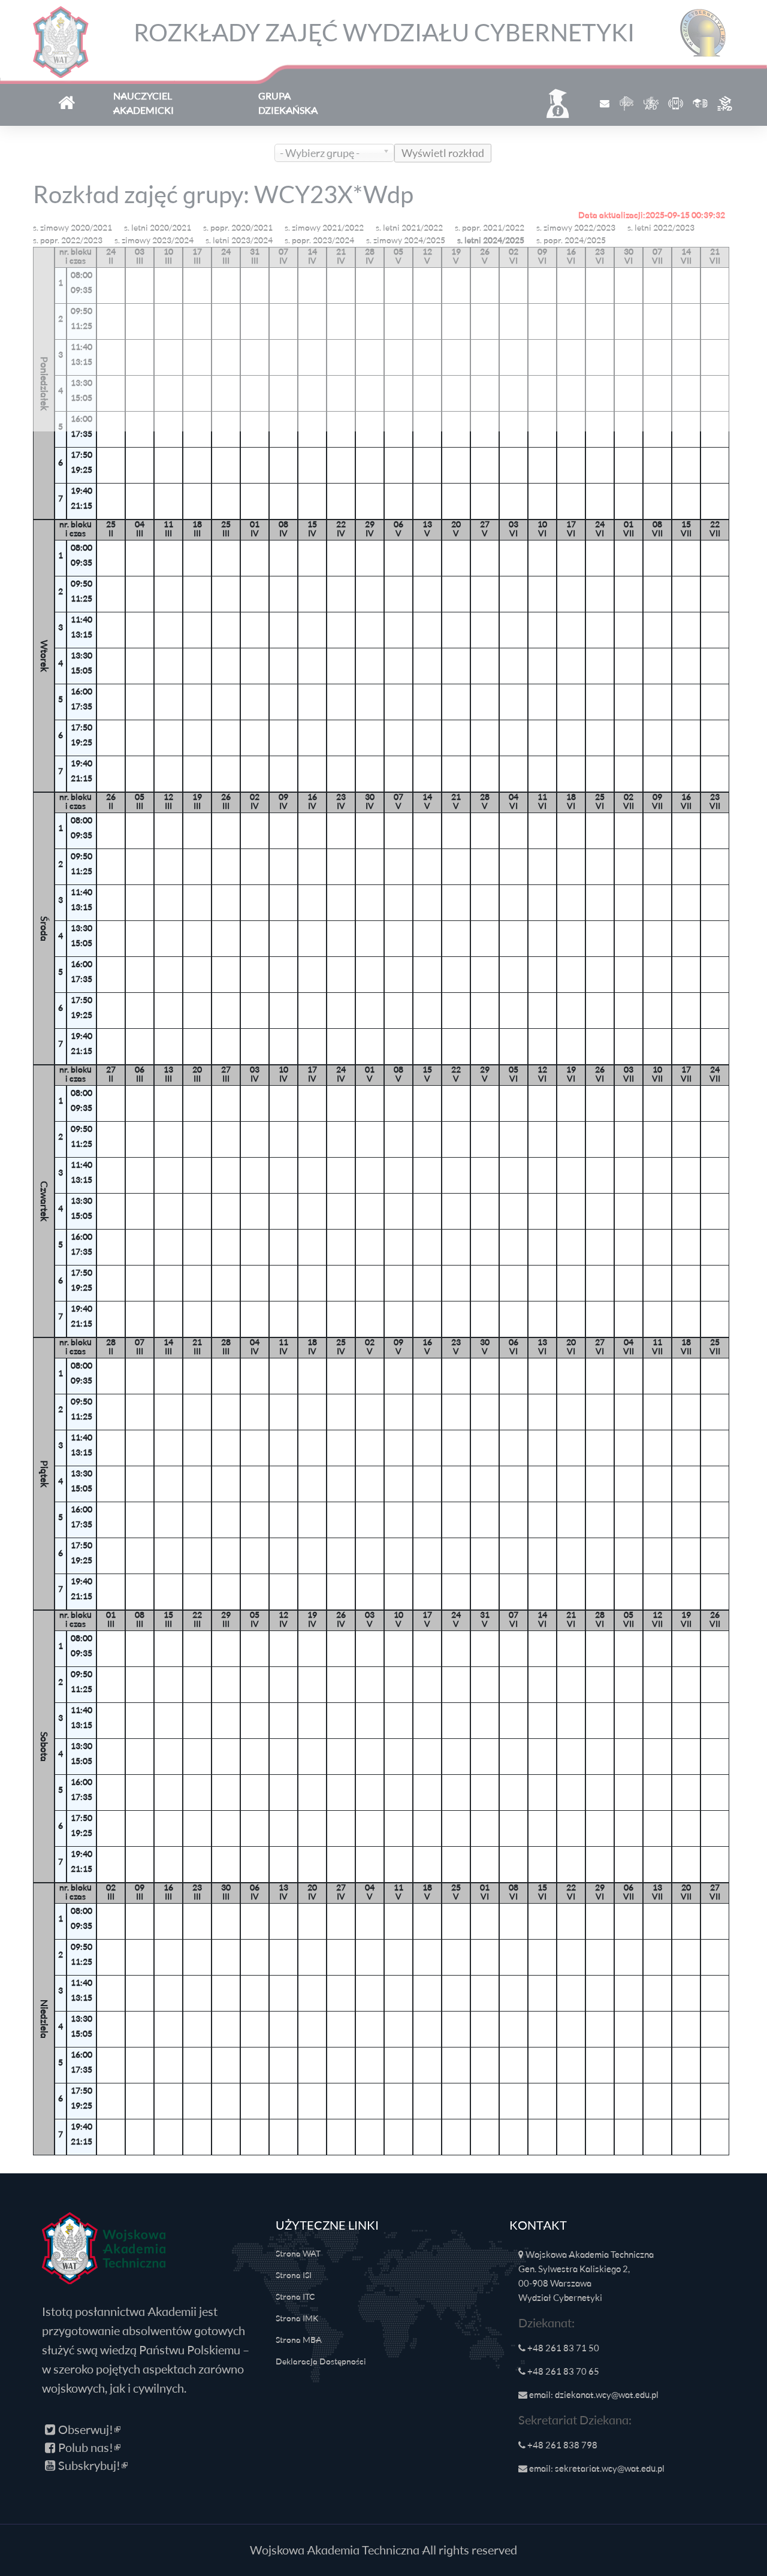 ROZKŁADY ZAJĘĆ WYDZIAŁU CYBERNETYKI
NAUCZYCIEL AKADEMICKI
GRUPA DZIEKAŃSKA
- Wybierz grupę -
Wyświetl rozkład
Rozkład zajęć grupy: WCY23X*Wdp
Data aktualizacji:2025-09-15 00:39:32
s. zimowy 2020/2021 s. letni 2020/2021 s. popr. 2020/2021 s. zimowy 2021/2022 s. letni 2021/2022 s. popr. 2021/2022 s. zimowy 2022/2023 s. letni 2022/2023
s. popr. 2022/2023 s. zimowy 2023/2024 s. letni 2023/2024 s. popr. 2023/2024 s. zimowy 2024/2025 s. letni 2024/2025 s. popr. 2024/2025
Poniedziałek
nr. bloku 24 03 10 17 24 31 07 14 21 28 05 12 19 26 02 09 16 23 30 07 14 21
i czas II III III III III III IV IV IV IV V V V V VI VI VI VI VI VII VII VII
1 08:00 09:35
2 09:50 11:25
3 11:40 13:15
4 13:30 15:05
5 16:00 17:35
6 17:50 19:25
7 19:40 21:15
Wtorek
nr. bloku 25 04 11 18 25 01 08 15 22 29 06 13 20 27 03 10 17 24 01 08 15 22
i czas II III III III III IV IV IV IV IV V V V V VI VI VI VI VII VII VII VII
1 08:00 09:35
2 09:50 11:25
3 11:40 13:15
4 13:30 15:05
5 16:00 17:35
6 17:50 19:25
7 19:40 21:15
Środa
nr. bloku 26 05 12 19 26 02 09 16 23 30 07 14 21 28 04 11 18 25 02 09 16 23
i czas II III III III III IV IV IV IV IV V V V V VI VI VI VI VII VII VII VII
1 08:00 09:35
2 09:50 11:25
3 11:40 13:15
4 13:30 15:05
5 16:00 17:35
6 17:50 19:25
7 19:40 21:15
Czwartek
nr. bloku 27 06 13 20 27 03 10 17 24 01 08 15 22 29 05 12 19 26 03 10 17 24
i czas II III III III III IV IV IV IV V V V V V VI VI VI VI VII VII VII VII
1 08:00 09:35
2 09:50 11:25
3 11:40 13:15
4 13:30 15:05
5 16:00 17:35
6 17:50 19:25
7 19:40 21:15
Piątek
nr. bloku 28 07 14 21 28 04 11 18 25 02 09 16 23 30 06 13 20 27 04 11 18 25
i czas II III III III III IV IV IV IV V V V V V VI VI VI VI VII VII VII VII
1 08:00 09:35
2 09:50 11:25
3 11:40 13:15
4 13:30 15:05
5 16:00 17:35
6 17:50 19:25
7 19:40 21:15
Sobota
nr. bloku 01 08 15 22 29 05 12 19 26 03 10 17 24 31 07 14 21 28 05 12 19 26
i czas III III III III III IV IV IV IV V V V V V VI VI VI VI VII VII VII VII
1 08:00 09:35
2 09:50 11:25
3 11:40 13:15
4 13:30 15:05
5 16:00 17:35
6 17:50 19:25
7 19:40 21:15
Niedziela
nr. bloku 02 09 16 23 30 06 13 20 27 04 11 18 25 01 08 15 22 29 06 13 20 27
i czas III III III III III IV IV IV IV V V V V VI VI VI VI VI VII VII VII VII
1 08:00 09:35
2 09:50 11:25
3 11:40 13:15
4 13:30 15:05
5 16:00 17:35
6 17:50 19:25
7 19:40 21:15
WAT
Wojskowa
Akademia
Techniczna
Istotą posłannictwa Akademii jest
przygotowanie absolwentów gotowych
służyć swą wiedzą Państwu Polskiemu –
w szeroko pojętych aspektach zarówno
wojskowych, jak i cywilnych.
Obserwuj!
Polub nas!
Subskrybuj!
UŻYTECZNE LINKI
Strona WAT
Strona ISI
Strona ITC
Strona IMK
Strona MBA
Deklaracja Dostępności
KONTAKT
Wojskowa Akademia Techniczna
Gen. Sylwestra Kaliskiego 2,
00-908 Warszawa
Wydział Cybernetyki
Dziekanat:
+48 261 83 71 50
+48 261 83 70 65
email: dziekanat.wcy@wat.edu.pl
Sekretariat Dziekana:
+48 261 838 798
email: sekretariat.wcy@wat.edu.pl
Wojskowa Akademia Techniczna All rights reserved